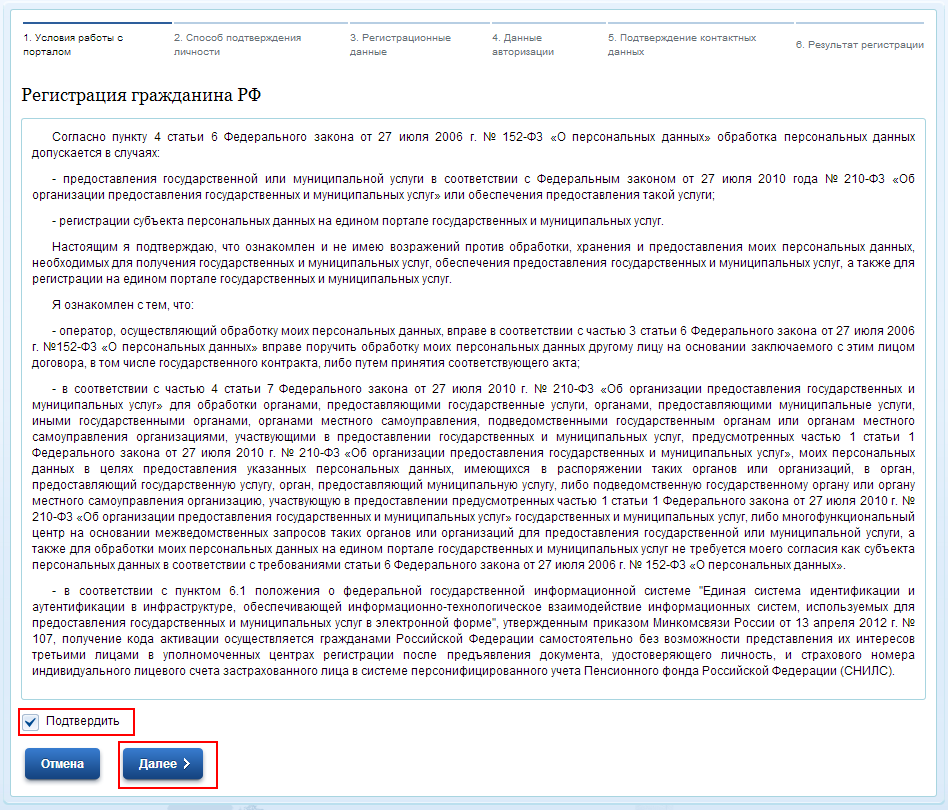 1. Условия работы с порталом
2. Способ подтверждения личности
3. Регистрационные данные
4. Данные авторизации
5. Подтверждение контактных данных
6. Результат регистрации
Регистрация гражданина РФ
Согласно пункту 4 статьи 6 Федерального закона от 27 июля 2006 г. № 152-ФЗ «О персональных данных» обработка персональных данных
допускается в случаях:
- предоставления государственной или муниципальной услуги в соответствии с Федеральным законом от 27 июля 2010 года № 210-ФЗ «Об
организации предоставления государственных и муниципальных услуг» или обеспечения предоставления такой услуги;
- регистрации субъекта персональных данных на едином портале государственных и муниципальных услуг.
Настоящим я подтверждаю, что ознакомлен и не имею возражений против обработки, хранения и предоставления моих персональных данных,
необходимых для получения государственных и муниципальных услуг, обеспечения предоставления государственных и муниципальных услуг, а также для
регистрации на едином портале государственных и муниципальных услуг.
Я ознакомлен с тем, что:
- оператор, осуществляющий обработку моих персональных данных, вправе в соответствии с частью 3 статьи 6 Федерального закона от 27 июля 2006
г. №152-ФЗ «О персональных данных» вправе поручить обработку моих персональных данных другому лицу на основании заключаемого с этим лицом
договора, в том числе государственного контракта, либо путем принятия соответствующего акта;
- в соответствии с частью 4 статьи 7 Федерального закона от 27 июля 2010 г. № 210-ФЗ «Об организации предоставления государственных и
муниципальных услуг» для обработки органами, предоставляющими государственные услуги, органами, предоставляющими муниципальные услуги,
иными государственными органами, органами местного самоуправления, подведомственными государственным органам или органам местного
самоуправления организациями, участвующими в предоставлении государственных и муниципальных услуг, предусмотренных частью 1 статьи 1
Федерального закона от 27 июля 2010 г. № 210-ФЗ «Об организации предоставления государственных и муниципальных услуг», моих персональных
данных в целях предоставления указанных персональных данных, имеющихся в распоряжении таких органов или организаций, в орган,
предоставляющий государственную услугу, орган, предоставляющий муниципальную услугу, либо подведомственную государственному органу или органу
местного самоуправления организацию, участвующую в предоставлении предусмотренных частью 1 статьи 1 Федерального закона от 27 июля 2010 г. №
210-ФЗ «Об организации предоставления государственных и муниципальных услуг» государственных и муниципальных услуг, либо многофункциональный
центр на основании межведомственных запросов таких органов или организаций для предоставления государственной или муниципальной услуги, а
также для обработки моих персональных данных на едином портале государственных и муниципальных услуг не требуется моего согласия как субъекта
персональных данных в соответствии с требованиями статьи 6 Федерального закона от 27 июля 2006 г. № 152-ФЗ «О персональных данных».
- в соответствии с пунктом 6.1 положения о федеральной государственной информационной системе "Единая система идентификации и
аутентификации в инфраструктуре, обеспечивающей информационно-технологическое взаимодействие информационных систем, используемых для
предоставления государственных и муниципальных услуг в электронной форме", утвержденным приказом Минкомсвязи России от 13 апреля 2012 г. №
107, получение кода активации осуществляется гражданами Российской Федерации самостоятельно без возможности представления их интересов
третьими лицами в уполномоченных центрах регистрации после предъявления документа, удостоверяющего личность, и страхового номера
индивидуального лицевого счета застрахованного лица в системе персонифицированного учета Пенсионного фонда Российской Федерации (СНИЛС).
Подтвердить
Отмена
Далее